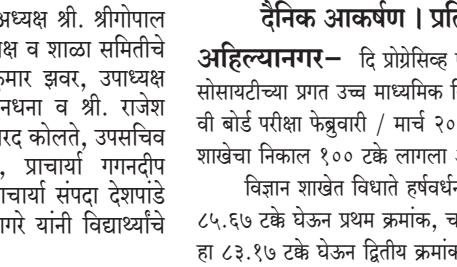 अध्यक्ष श्री. श्रीगोपाल
क्ष व शाळा समितीचे
मार झवर, उपाध्यक्ष
नधना व श्री. राजेश
रद कोलते, उपसचिव
, प्राचार्या गगनदीप
चार्या संपदा देशपांडे
गरे यांनी विद्यार्थ्यांचे
दैनिक आकर्षण । प्रति
अहिल्यानगर– दि प्रोग्रेसिव्ह
सोसायटीच्या प्रगत उच्च माध्यमिक वि
वी बोर्ड परीक्षा फेब्रुवारी / मार्च २०
शाखेचा निकाल १०० टक्के लागला
विज्ञान शाखेत विधाते हर्षवर्धन
८५.६७ टक्के घेऊन प्रथम क्रमांक, च
हा ८३.१७ टक्के घेऊन द्वितीय क्रमांक